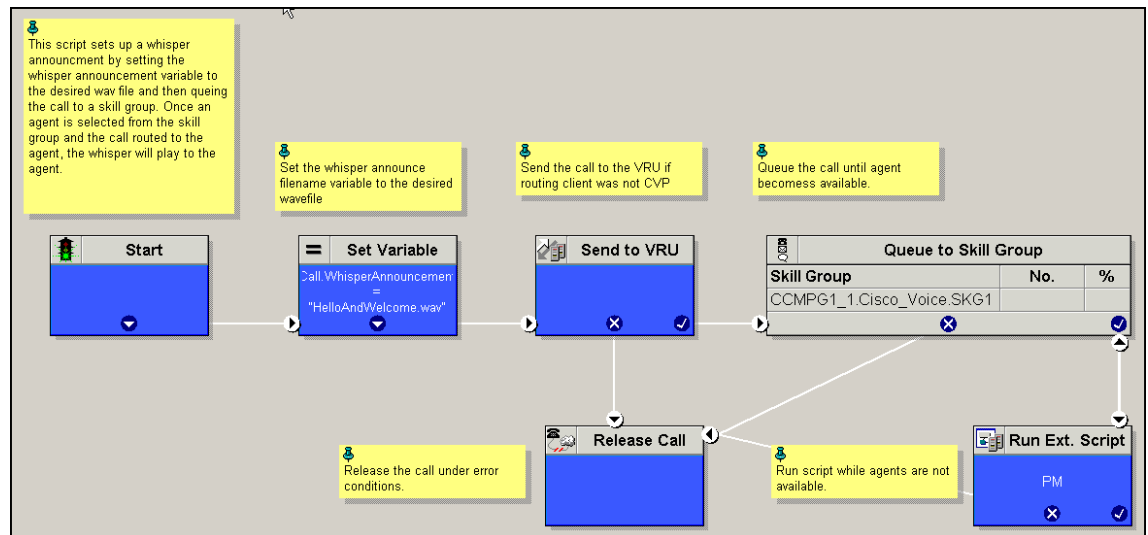 This script sets up a whisper
announcment by setting the
whisper announcement variable to
the desired wav file and then queing
the call to a skill group. Once an
agent is selected from the skill
group and the call routed to the
agent, the whisper will play to the
agent.
Set the whisper announce
filename variable to the desired
wavefile
Send the call to the VRU if
routing client was not CVP
Queue the call until agent
becomess available.
Start
= Set Variable
Call.WhisperAnnouncemen
=
"HelloAndWelcome.wav"
Send to VRU
Queue to Skill Group
Skill Group No. %
CCMPG1_1.Cisco_Voice.SKG1
Release the call under error
conditions.
Release Call
Run script while agents are not
available.
Run Ext. Script
PM